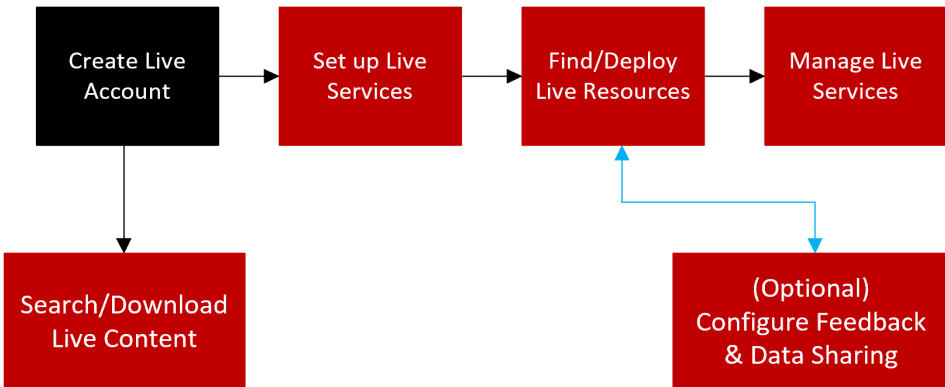 Create Live
Account
Set up Live
Services
Find/Deploy
Live Resources
Manage Live
Services
Search/Download
Live Content
(Optional)
Configure Feedback
& Data Sharing